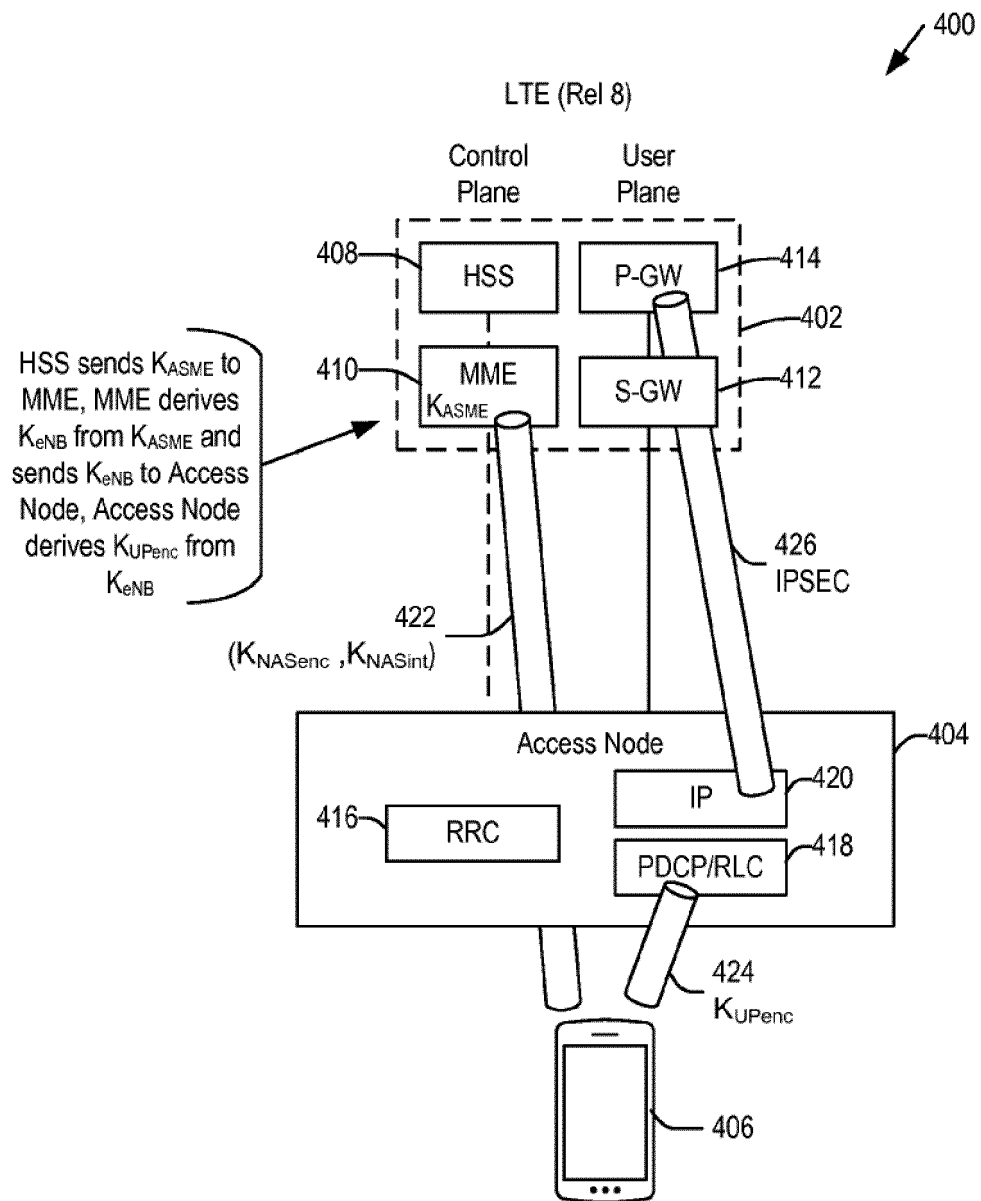 400
LTE (Rel 8)
Control
Plane
User
Plane
408
HSS
P-GW
414
402
410
MME
KASME
S-GW
412
HSS sends KASME to
MME, MME derives
KeNB from KASME and
sends KeNB to Access
Node, Access Node
derives KUPenc from
KeNB
422
(KNASenc ,KNASint)
426
IPSEC
Access Node
404
416
RRC
IP
420
PDCP/RLC
418
424
KUPenc
406